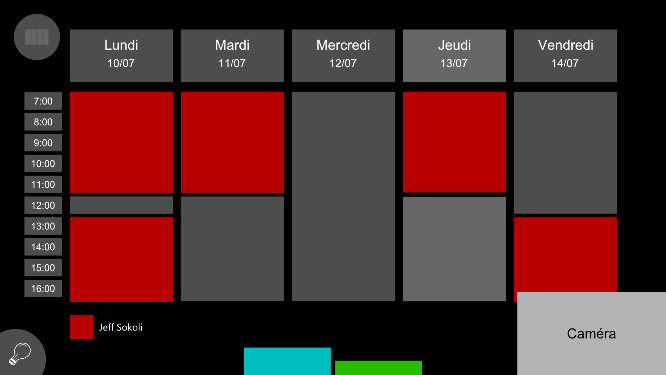 Lundi
10/07
Mardi
11/07
Mercredi
12/07
Jeudi
13/07
Vendredi
14/07
7:00
8:00
9:00
10:00
11:00
12:00
13:00
14:00
15:00
16:00
Jeff Sokoli
Caméra